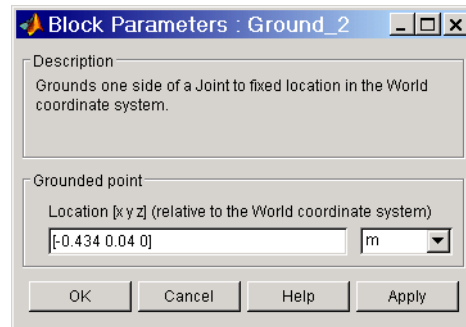 Block Parameters : Ground_2
Description
Grounds one side of a Joint to fixed location in the World
coordinate system.
Grounded point
Location [x y z] (relative to the World coordinate system)
[-0.434 0.04 0]
m
OK
Cancel
Help
Apply